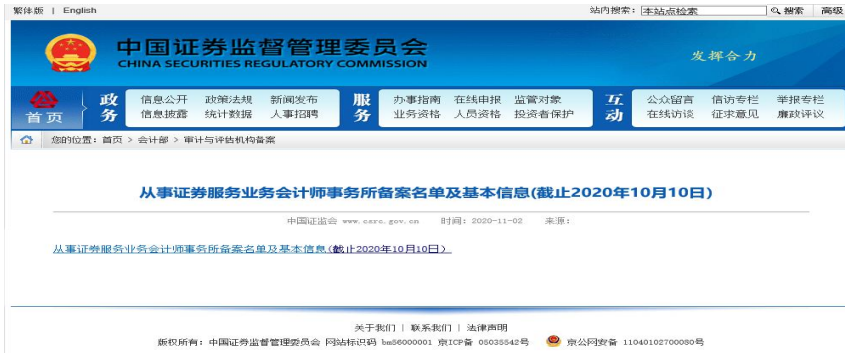 繁体版 | English 站内搜索: 本站点检索 搜索 高级
中国证券监督管理委员会
CHINA SECURITIES REGULATORY COMMISSION
发挥合力
首页 政务 信息公开 政策法规 新闻发布 服务 办事指南 在线申报 监管对象 互动 公众留言 信访专栏 举报专栏
信息披露 统计数据 人事招聘 业务资格 人员资格 投资者保护 在线访谈 征求意见 廉政评议
您的位置: 首页 > 会计部 > 审计与评估机构备案
从事证券服务业务会计师事务所备案名单及基本信息(截止2020年10月10日)
中国证监会 www.csrc.gov.cn 时间: 2020-11-02 来源:
从事证券服务业务会计师事务所备案名单及基本信息(截止2020年10月10日)
关于我们 | 联系我们 | 法律声明
版权所有: 中国证券监督管理委员会 网站标识码 bm56000001 京ICP备 05035542号 京公网安备 11040102700080号